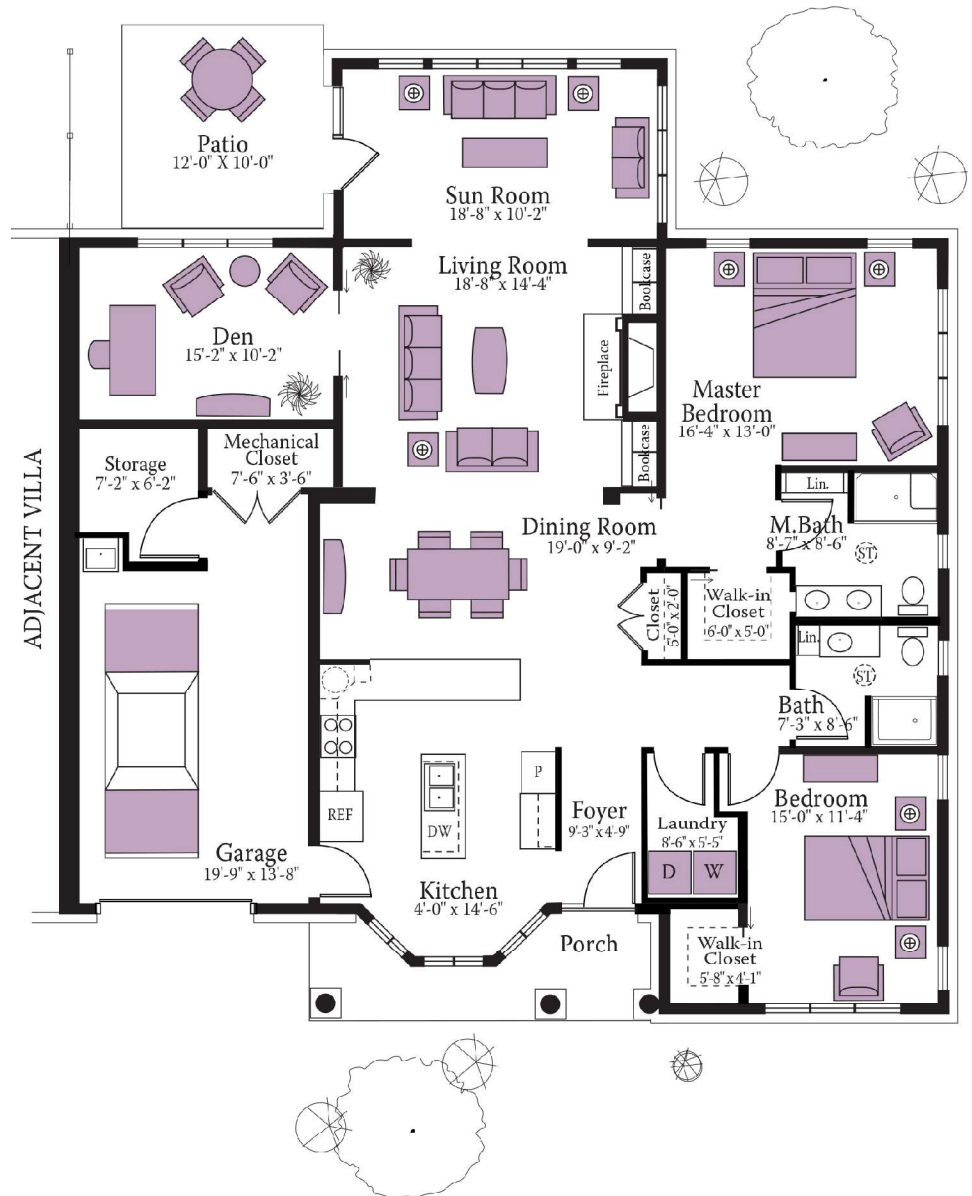 Patio
12'-0" X 10'-0"
Sun Room
18'-8" x 10'-2"
Living Room
18'-8" x 14'-4"
Bookcase
Fireplace
Bookcase
Den
15'-2" x 10'-2"
Master
Bedroom
16'-4" x 13'-0"
ADJACENT VILLA
Storage
7'-2" x 6'-2"
Mechanical
Closet
7'-6" x 3'-6"
Lin.
M.Bath
8'-7" x 8'-6"
ST
Dining Room
19'-0" x 9'-2"
Closet
5'-0" x 2'-0"
Walk-in
Closet
6'-0" x 5'-0"
Lin.
ST
Bath
7'-3" x 8'-6"
REF
DW
P
Foyer
9'-3" x 4'-9"
Laundry
8'-6" x 5'-5"
D
W
Bedroom
15'-0" x 11'-4"
Garage
19'-9" x 13'-8"
Kitchen
4'-0" x 14'-6"
Porch
Walk-in
Closet
5'-8" x 4'-1"